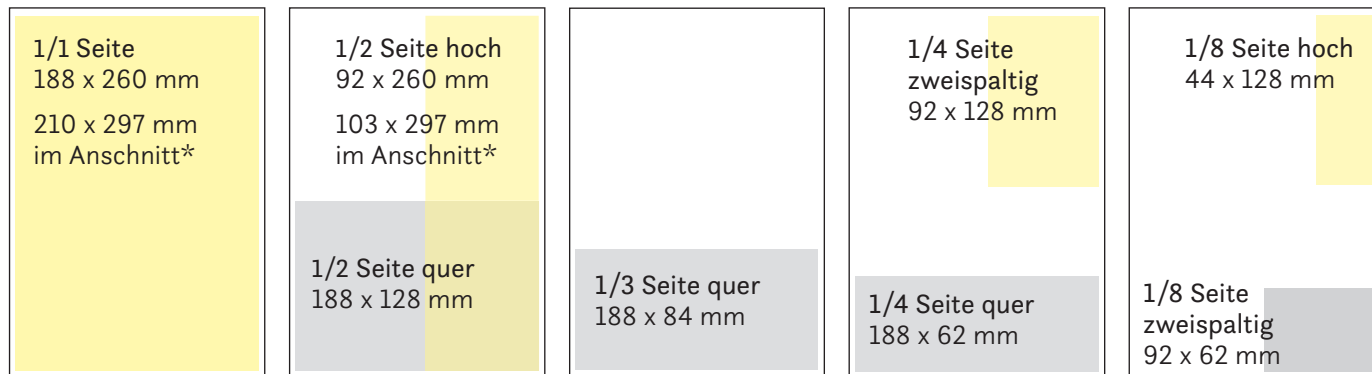 1/1 Seite
188 x 260 mm
210 x 297 mm
im Anschnitt*
1/2 Seite hoch
92 x 260 mm
103 x 297 mm
im Anschnitt*
1/2 Seite quer
188 x 128 mm
1/3 Seite quer
188 x 84 mm
1/4 Seite
zweispaltig
92 x 128 mm
1/4 Seite quer
188 x 62 mm
1/8 Seite hoch
44 x 128 mm
1/8 Seite
zweispaltig
92 x 62 mm